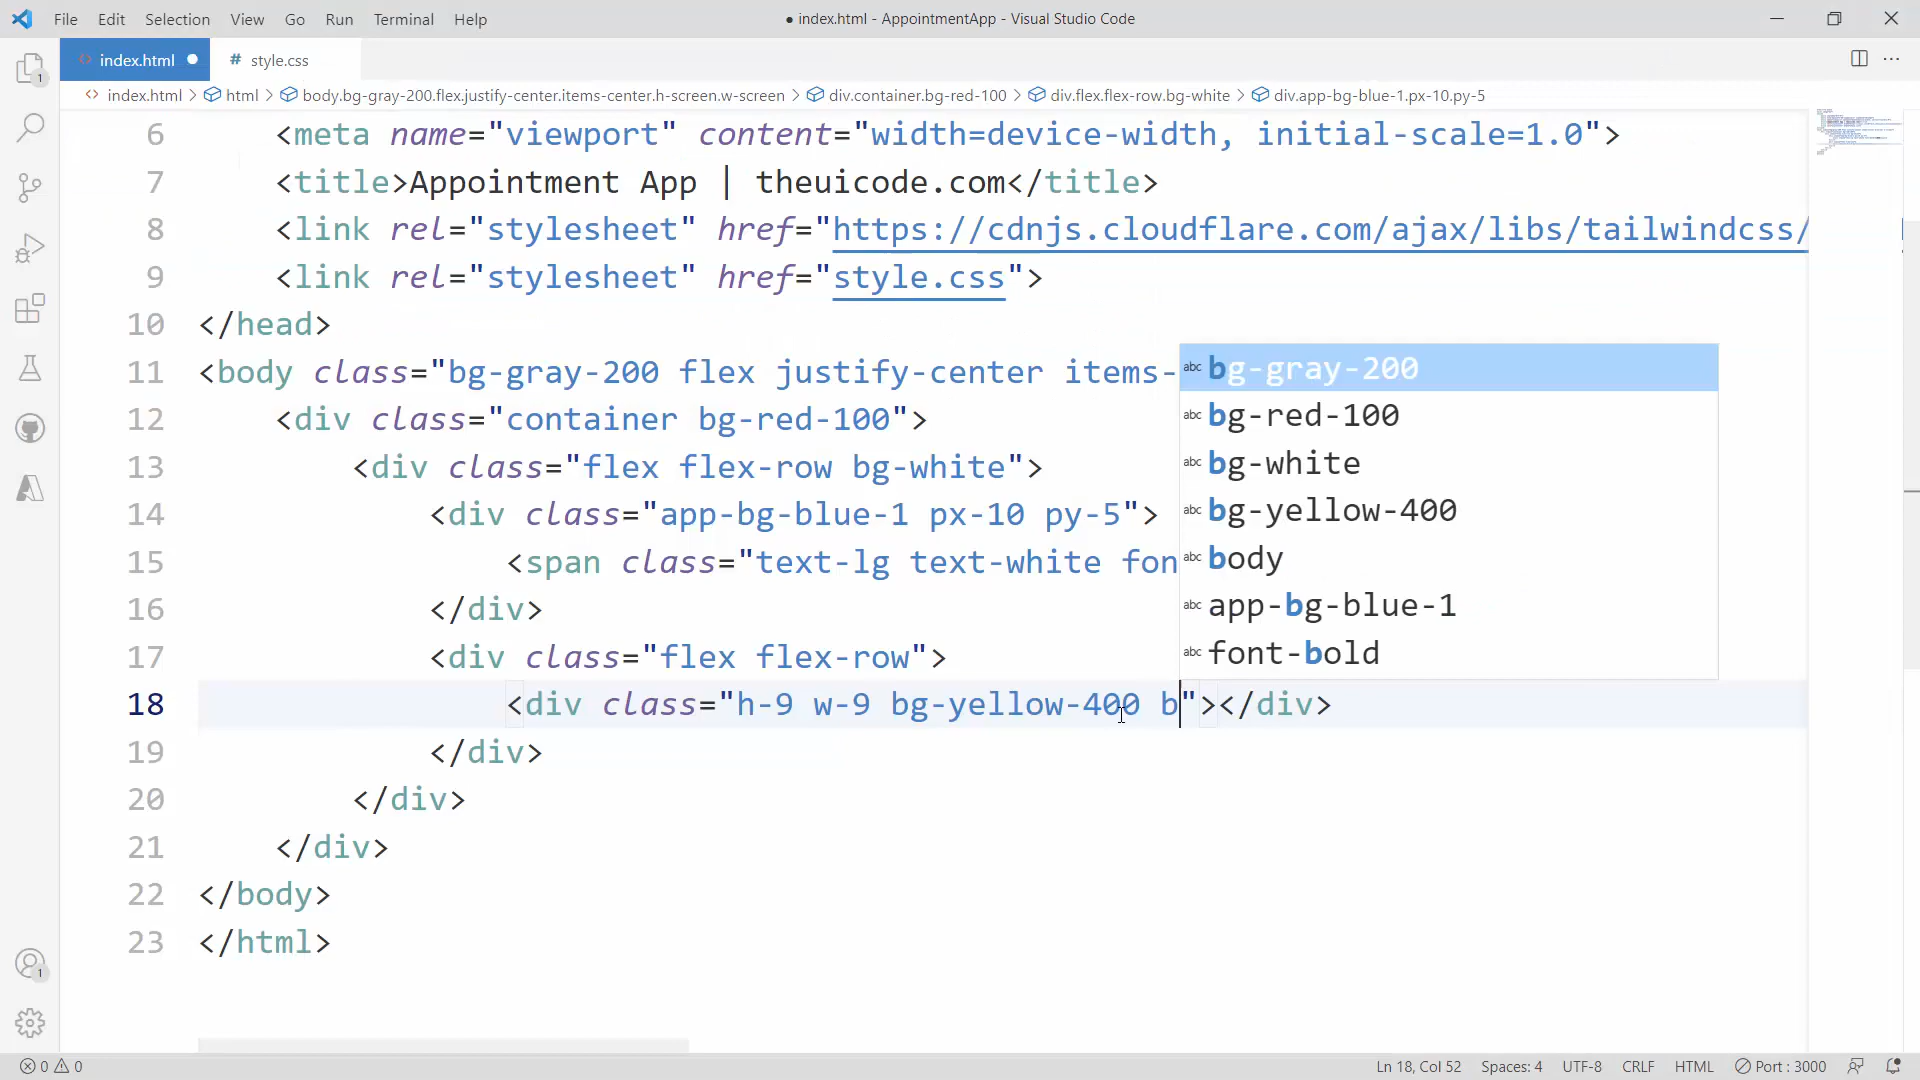 File Edit Selection View Go Run Terminal Help
● index.html - AppointmentApp - Visual Studio Code
index.html
# style.css
index.html > html > body.bg-gray-200.flex.justify-center.items-center.h-screen.w-screen > div.container.bg-red-100 > div.flex.flex-row.bg-white > div.app-bg-blue-1.px-10.py-5
6 <meta name="viewport" content="width=device-width, initial-scale=1.0">
7 <title>Appointment App | theuicode.com</title>
8 <link rel="stylesheet" href="https://cdnjs.cloudflare.com/ajax/libs/tailwindcss/
9 <link rel="stylesheet" href="style.css">
10 </head>
11 <body class="bg-gray-200 flex justify-center items-
12 <div class="container bg-red-100">
13 <div class="flex flex-row bg-white">
14 <div class="app-bg-blue-1 px-10 py-5">
15 <span class="text-lg text-white fon
16 </div>
17 <div class="flex flex-row">
18 <div class="h-9 w-9 bg-yellow-400 b"></div>
19 </div>
20 </div>
21 </div>
22 </body>
23 </html>
abc bg-gray-200
abc bg-red-100
abc bg-white
abc bg-yellow-400
abc body
abc app-bg-blue-1
abc font-bold
1
1
0 0
Ln 18, Col 52
Spaces: 4
UTF-8
CRLF
HTML
Port : 3000